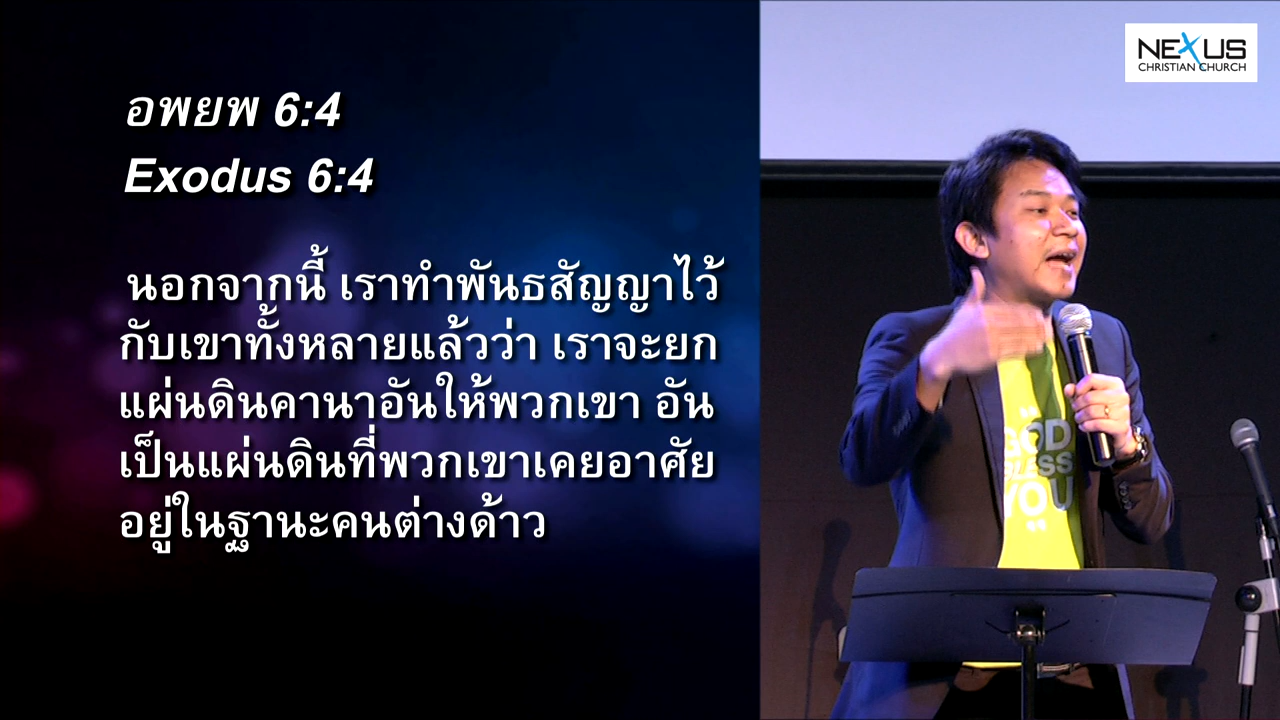 อพยพ 6:4
Exodus 6:4
นอกจากนี้ เราทำพันธสัญญาไว้
กับเขาทั้งหลายแล้วว่า เราจะยก
แผ่นดินคานาอันให้พวกเขา อัน
เป็นแผ่นดินที่พวกเขาเคยอาศัย
อยู่ในฐานะคนต่างด้าว
NEXUS
CHRISTIAN CHURCH
"
GOD
BLESS
YOU
"